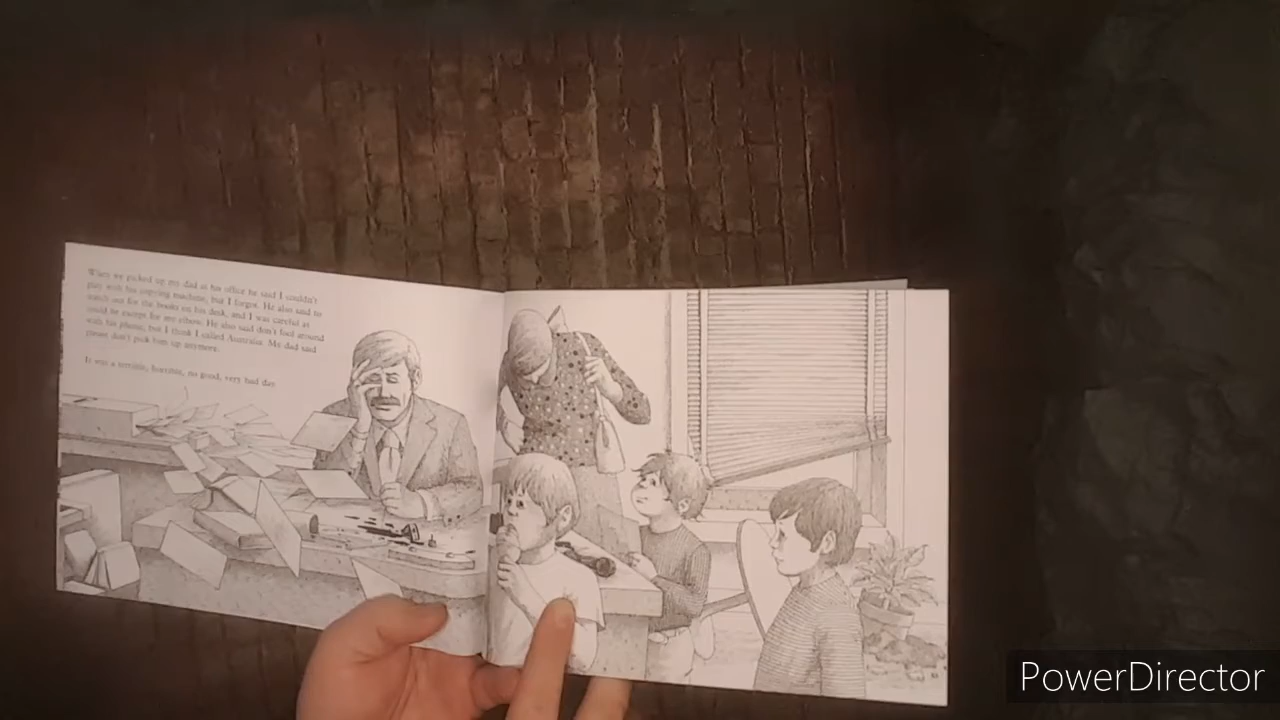 When we picked up my dad at his office he said I couldn't
play with his copying machine, but I forgot. He also said to
watch out for the books on his desk, and I was careful as
could be except for my elbow. He also said don't fool around
with his phone, but I think I called Australia. My dad said
please don't pick him up anymore.
It was a terrible, horrible, no good, very bad day.
PowerDirector